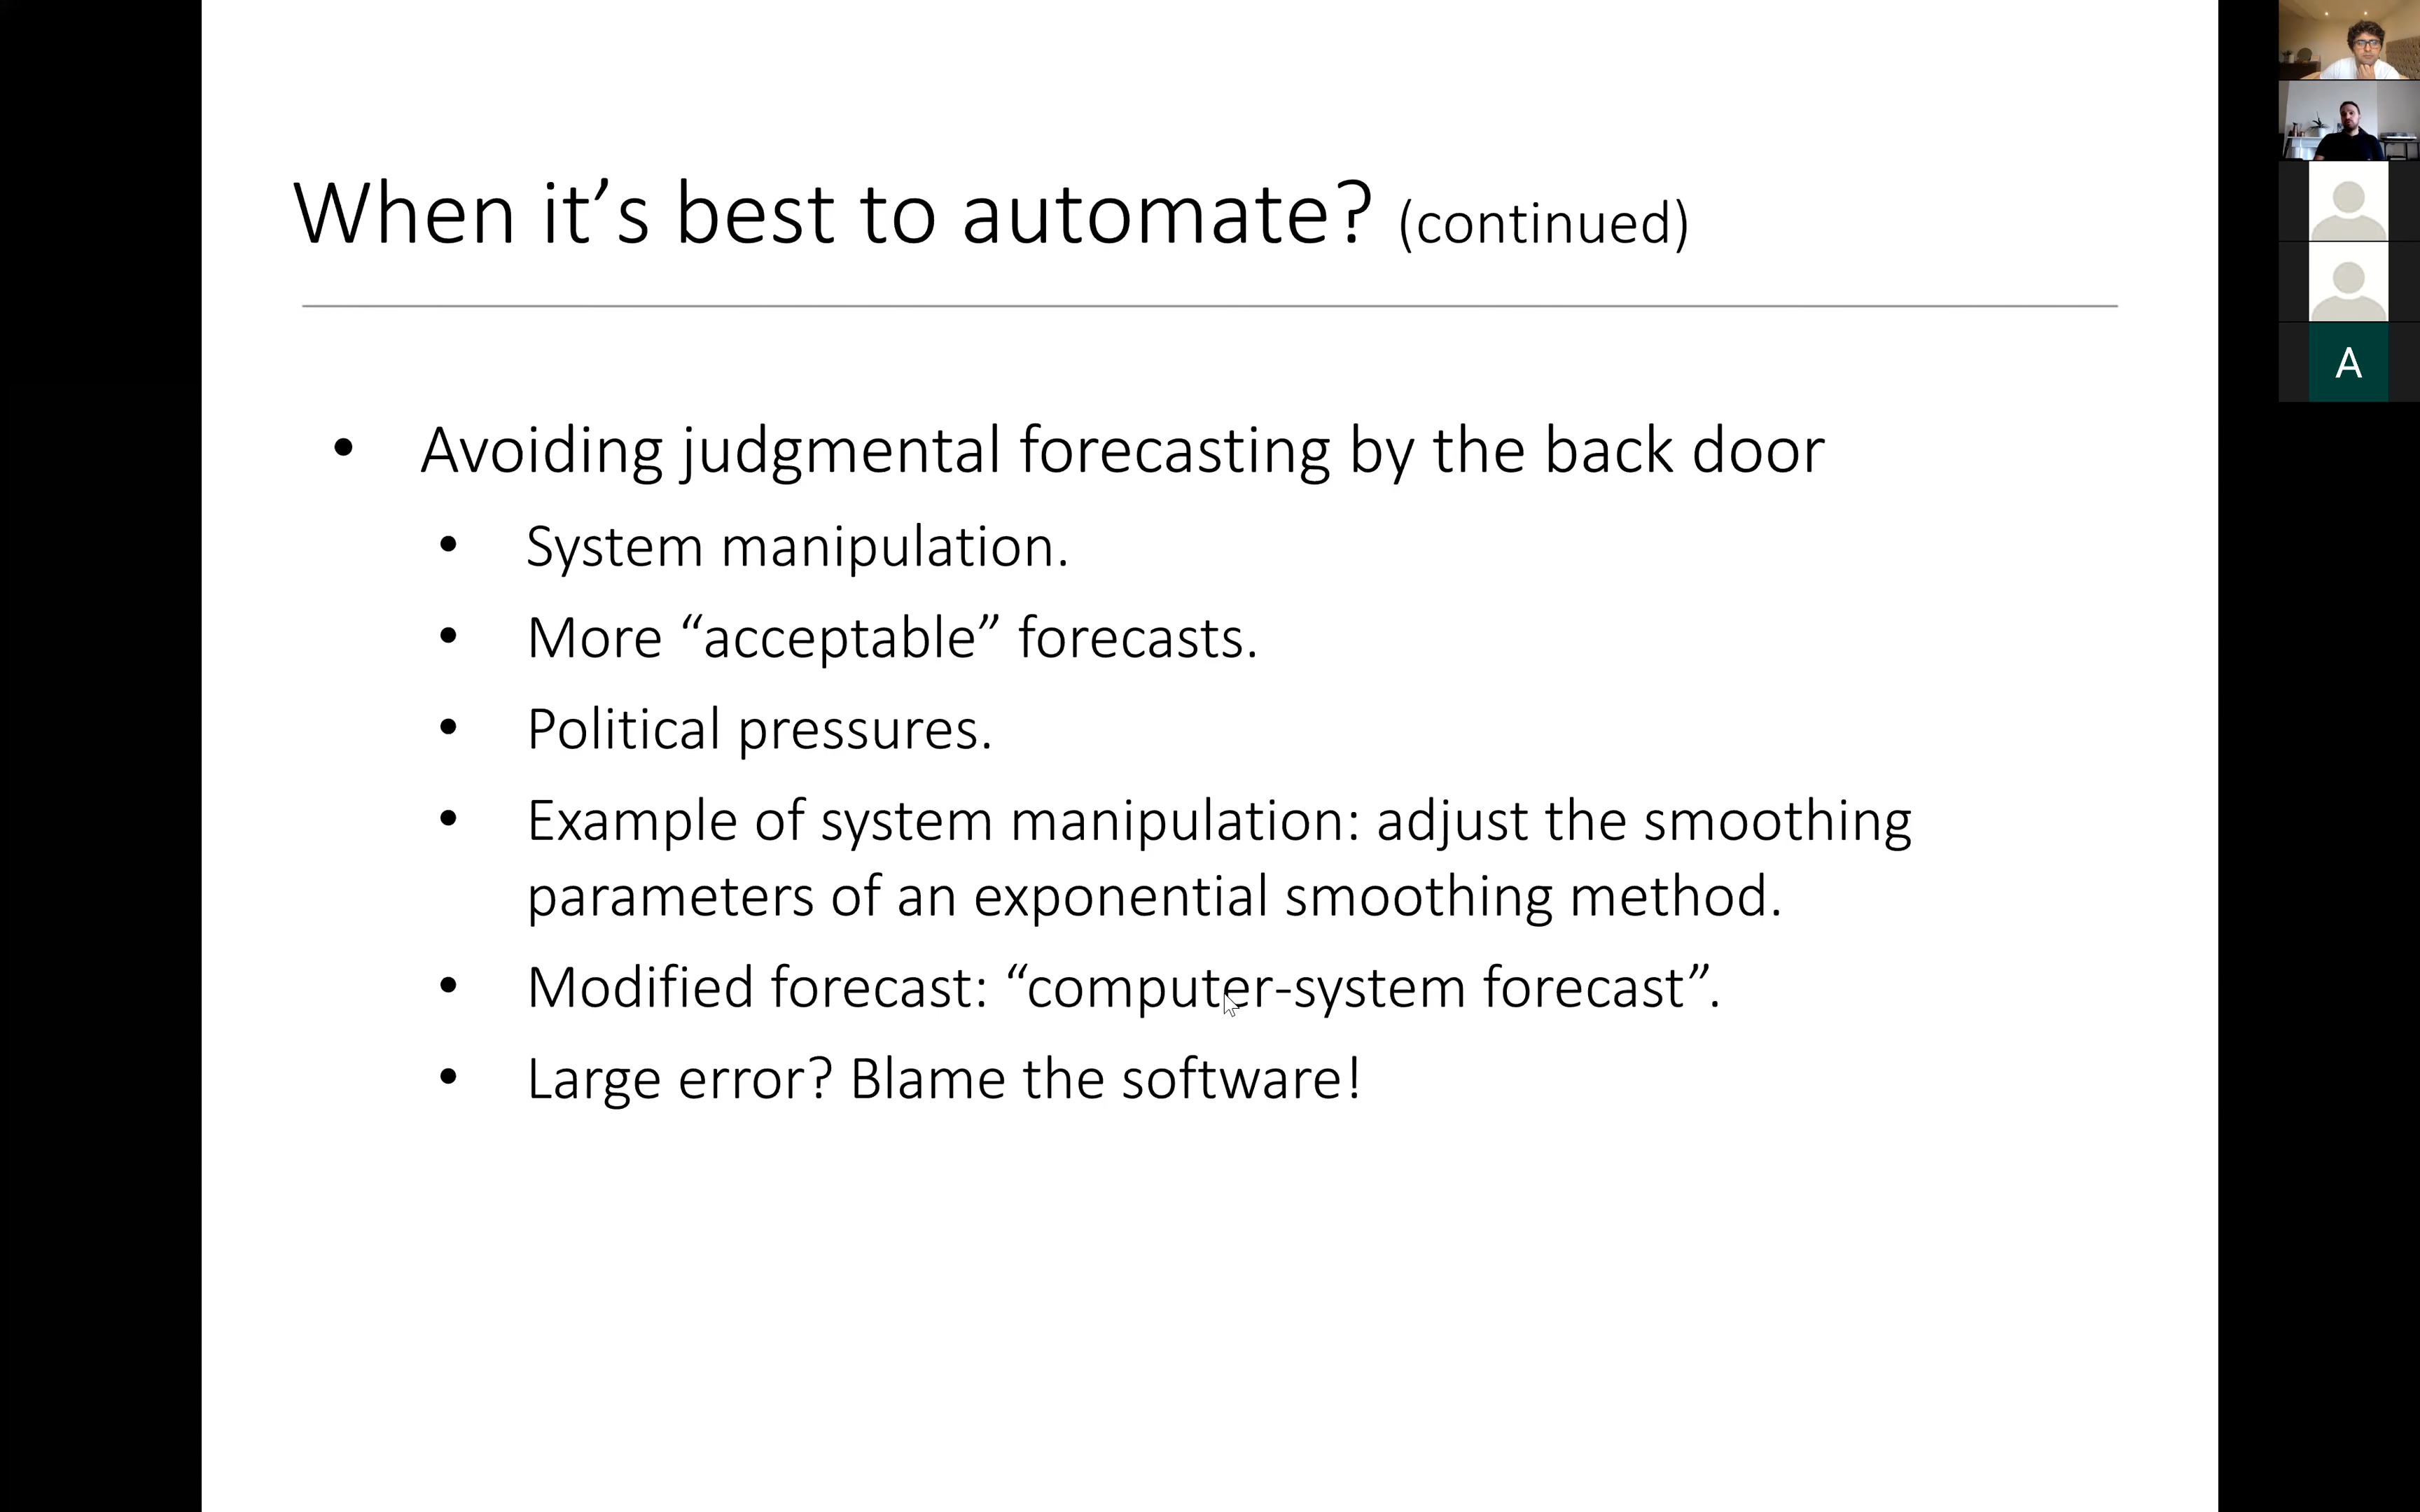 When it’s best to automate? (continued)
• Avoiding judgmental forecasting by the back door
• System manipulation.
• More “acceptable” forecasts.
• Political pressures.
• Example of system manipulation: adjust the smoothing
parameters of an exponential smoothing method.
• Modified forecast: “computer-system forecast”.
• Large error? Blame the software!
A